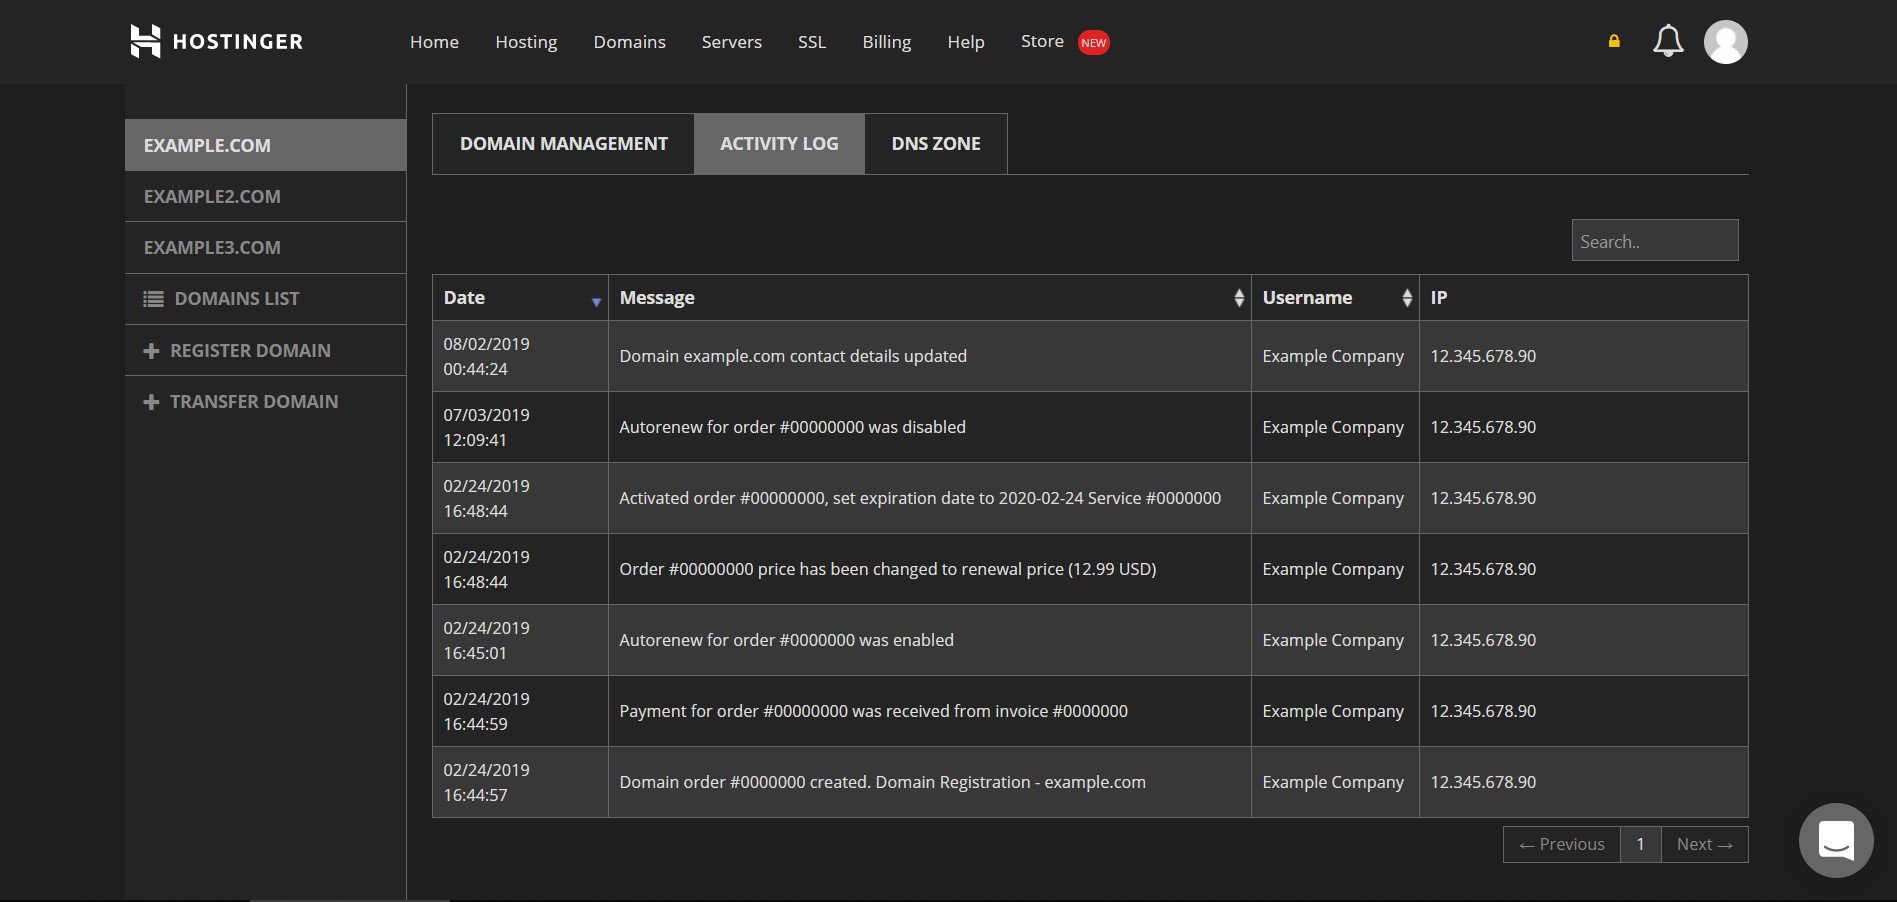 HOSTINGER
Home Hosting Domains Servers SSL Billing Help Store NEW
EXAMPLE.COM
EXAMPLE2.COM
EXAMPLE3.COM
DOMAINS LIST
REGISTER DOMAIN
TRANSFER DOMAIN
DOMAIN MANAGEMENT ACTIVITY LOG DNS ZONE
Search..
Date Message Username IP
08/02/2019
00:44:24
Domain example.com contact details updated Example Company 12.345.678.90
07/03/2019
12:09:41
Autorenew for order #00000000 was disabled Example Company 12.345.678.90
02/24/2019
16:48:44
Activated order #00000000, set expiration date to 2020-02-24 Service #0000000 Example Company 12.345.678.90
02/24/2019
16:48:44
Order #00000000 price has been changed to renewal price (12.99 USD) Example Company 12.345.678.90
02/24/2019
16:45:01
Autorenew for order #0000000 was enabled Example Company 12.345.678.90
02/24/2019
16:44:59
Payment for order #00000000 was received from invoice #0000000 Example Company 12.345.678.90
02/24/2019
16:44:57
Domain order #0000000 created. Domain Registration - example.com Example Company 12.345.678.90
← Previous 1 Next →